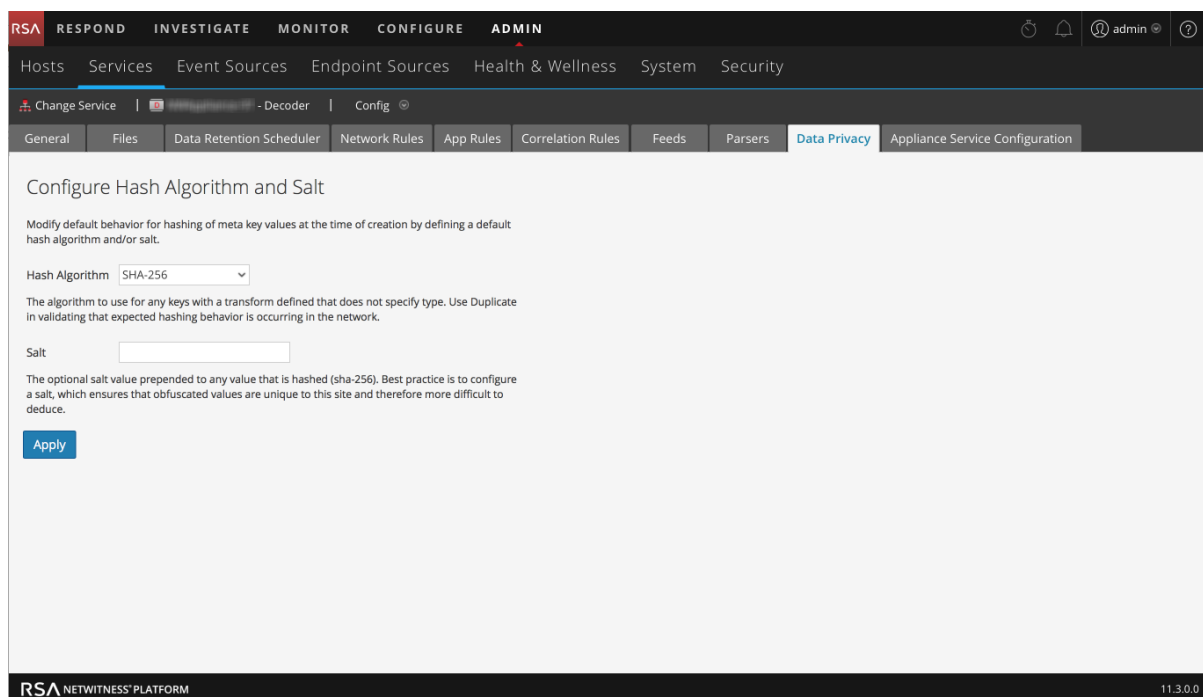 RSA RESPOND INVESTIGATE MONITOR CONFIGURE ADMIN admin
Hosts Services Event Sources Endpoint Sources Health & Wellness System Security
Change Service | D - Decoder | Config
General Files Data Retention Scheduler Network Rules App Rules Correlation Rules Feeds Parsers Data Privacy Appliance Service Configuration
Configure Hash Algorithm and Salt
Modify default behavior for hashing of meta key values at the time of creation by defining a default
hash algorithm and/or salt.
Hash Algorithm SHA-256
The algorithm to use for any keys with a transform defined that does not specify type. Use Duplicate
in validating that expected hashing behavior is occurring in the network.
Salt
The optional salt value prepended to any value that is hashed (sha-256). Best practice is to configure
a salt, which ensures that obfuscated values are unique to this site and therefore more difficult to
deduce.
Apply
RSA NETWITNESS® PLATFORM 11.3.0.0